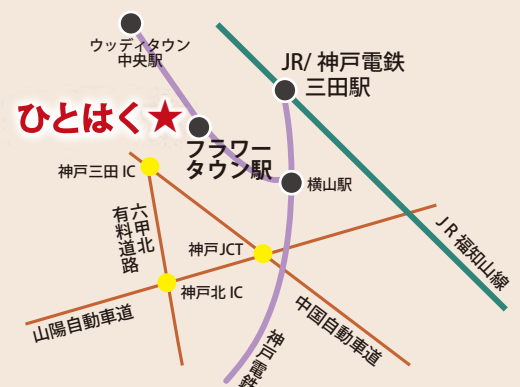 ウッディタウン
中央駅
JR/神戸電鉄
三田駅
ひとはく
フラワー
タウン駅
神戸三田 IC
横山駅
六甲北
有料道路
神戸JCT
神戸北 IC
JR福知山線
山陽自動車道
中国自動車道
神戸電鉄